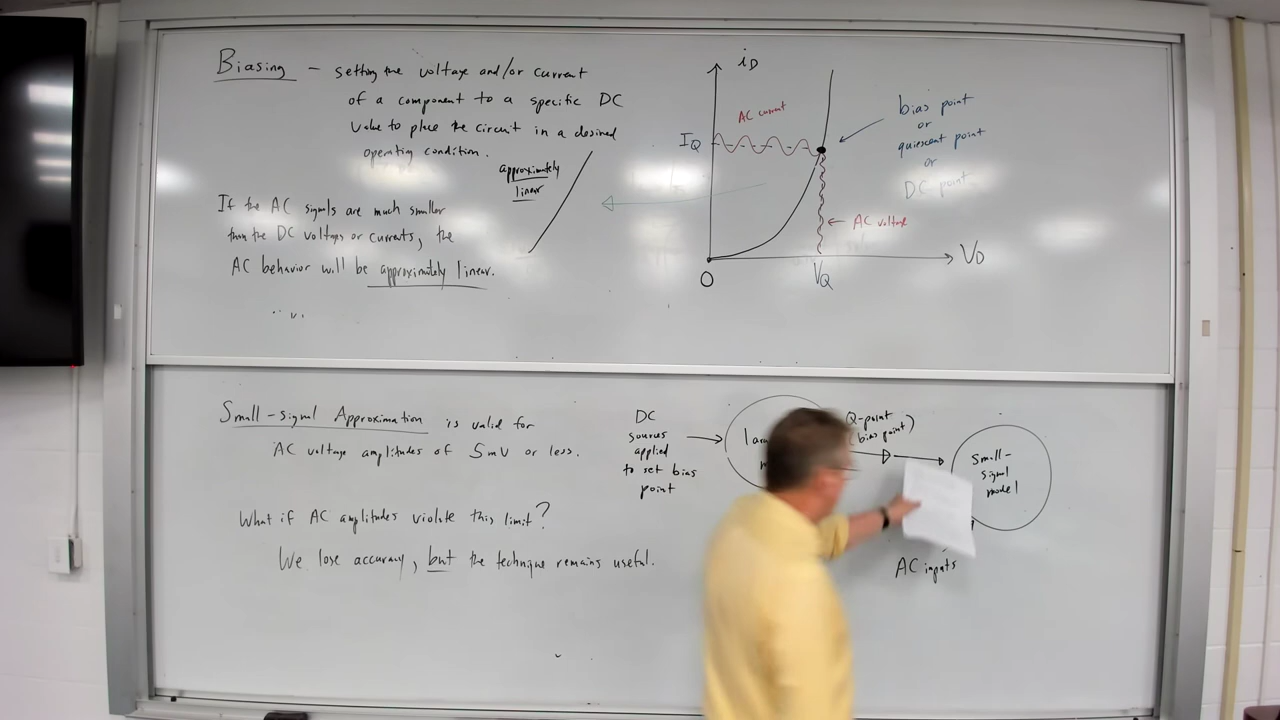 Biasing – setting the voltage and/or current
of a component to a specific DC
value to place the circuit in a desired
operating condition.
approximately
linear
If the AC signals are much smaller
than the DC voltages or currents, the
AC behavior will be approximately linear.
iD
AC current
IQ
bias point
or
quiescent point
or
DC point
AC voltage
VD
O
VQ
Small-signal Approximation is valid for
AC voltage amplitudes of 5mV or less.
What if AC amplitudes violate this limit?
We lose accuracy, but the technique remains useful.
DC
sources
applied
to set bias
point
Q-point
(bias point)
Small-
signal
model
AC inputs